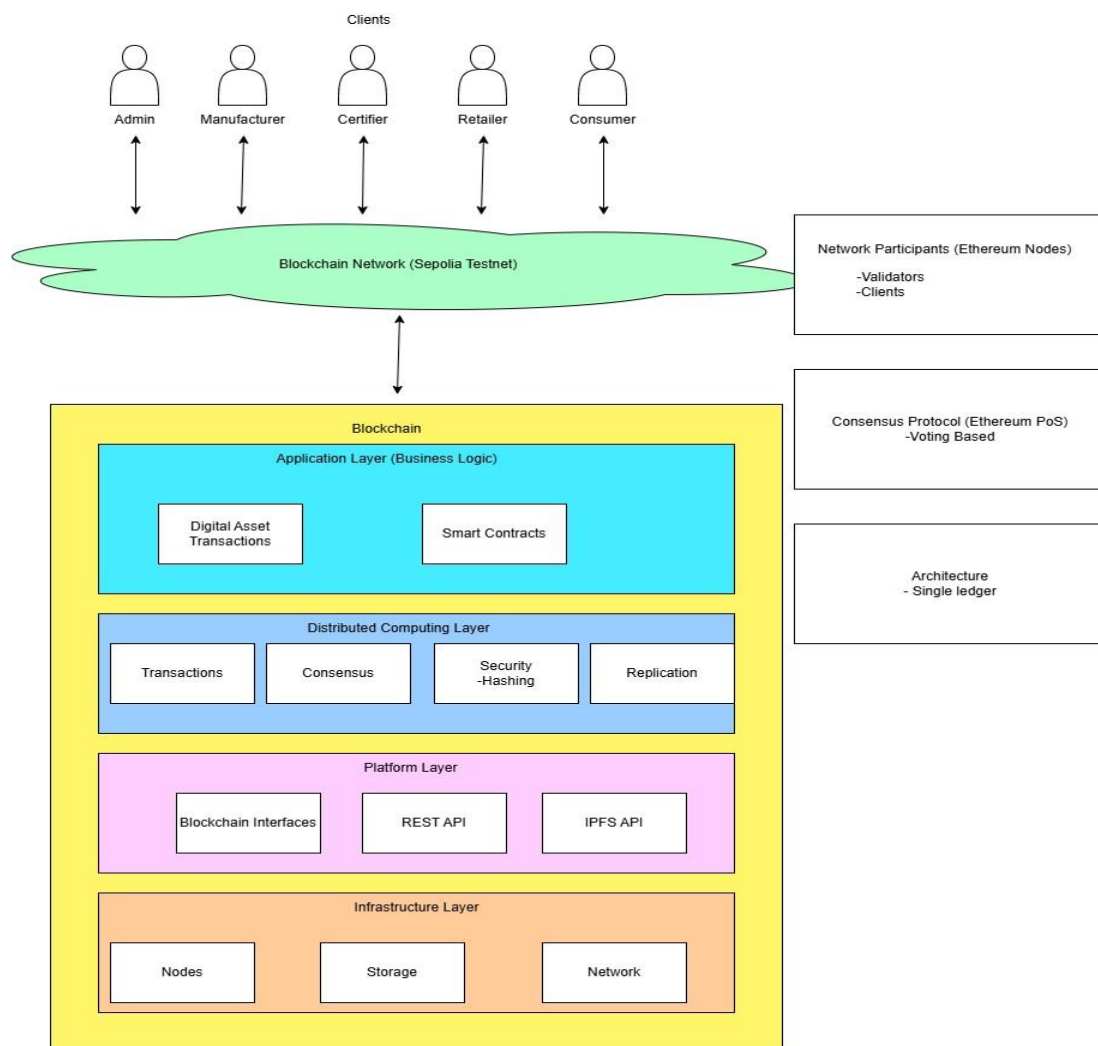 Clients
Admin
Manufacturer
Certifier
Retailer
Consumer
Blockchain Network (Sepolia Testnet)
Network Participants (Ethereum Nodes)
-Validators
-Clients
Consensus Protocol (Ethereum PoS)
-Voting Based
Architecture
- Single ledger
Blockchain
Application Layer (Business Logic)
Digital Asset
Transactions
Smart Contracts
Distributed Computing Layer
Transactions
Consensus
Security
-Hashing
Replication
Platform Layer
Blockchain Interfaces
REST API
IPFS API
Infrastructure Layer
Nodes
Storage
Network